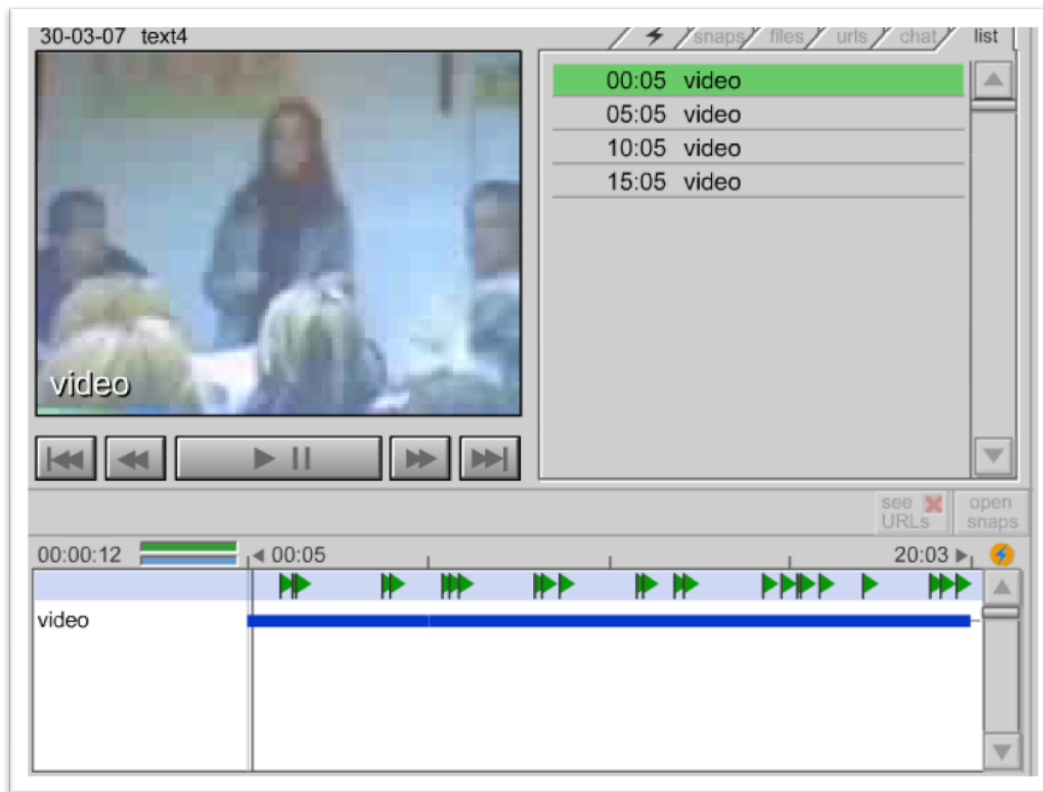 30-03-07 text4
snaps files urls chat list
00:05 video
05:05 video
10:05 video
15:05 video
video
see URLs
open snaps
00:00:12
00:05
20:03
video